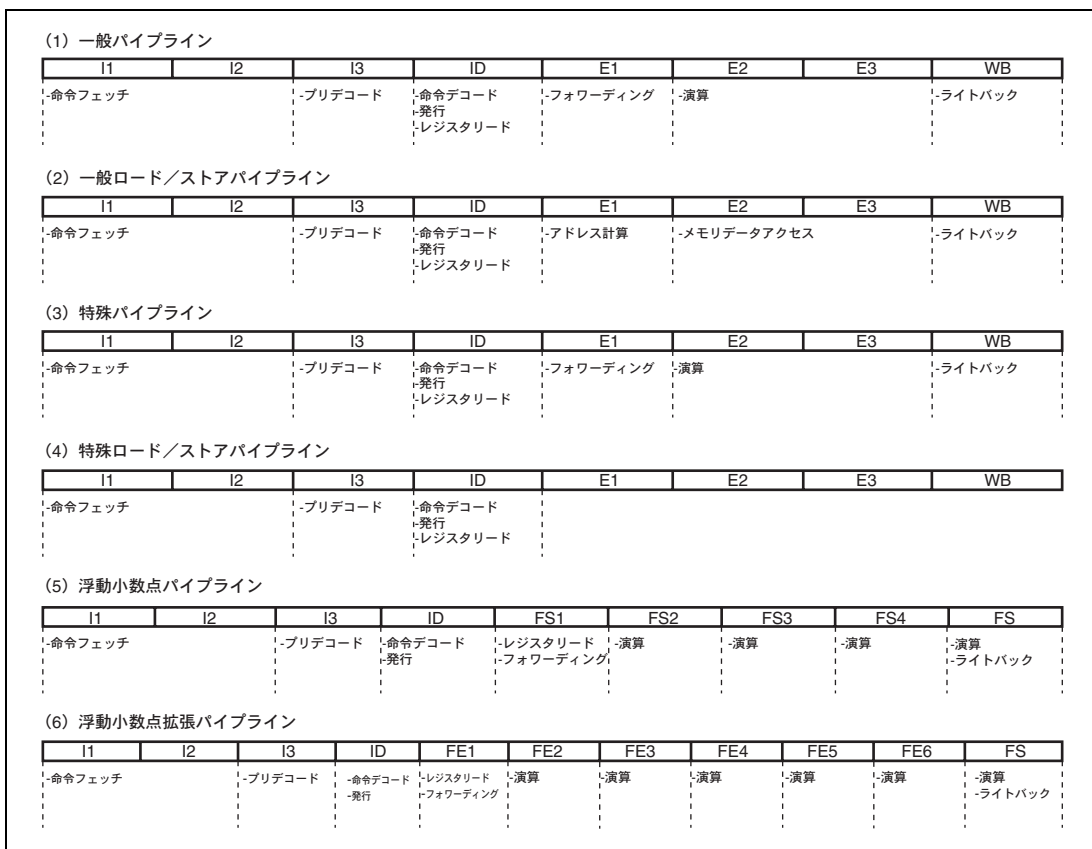 (1) 一般パイプライン
I1 I2 I3 ID E1 E2 E3 WB
-命令フェッチ -プリデコード -命令デコード -フォワーディング -演算 -ライトバック
-発行
-レジスタリード
(2) 一般ロード／ストアパイプライン
I1 I2 I3 ID E1 E2 E3 WB
-命令フェッチ -プリデコード -命令デコード -アドレス計算 -メモリデータアクセス -ライトバック
-発行
-レジスタリード
(3) 特殊パイプライン
I1 I2 I3 ID E1 E2 E3 WB
-命令フェッチ -プリデコード -命令デコード -フォワーディング -演算 -ライトバック
-発行
-レジスタリード
(4) 特殊ロード／ストアパイプライン
I1 I2 I3 ID E1 E2 E3 WB
-命令フェッチ -プリデコード -命令デコード
-発行
-レジスタリード
(5) 浮動小数点パイプライン
I1 I2 I3 ID FS1 FS2 FS3 FS4 FS
-命令フェッチ -プリデコード -命令デコード -レジスタリード -演算 -演算 -演算 -演算
-発行 -フォワーディング -ライトバック
(6) 浮動小数点拡張パイプライン
I1 I2 I3 ID FE1 FE2 FE3 FE4 FE5 FE6 FS
-命令フェッチ -プリデコード -命令デコード -レジスタリード -演算 -演算 -演算 -演算 -演算 -演算
-発行 -フォワーディング -ライトバック